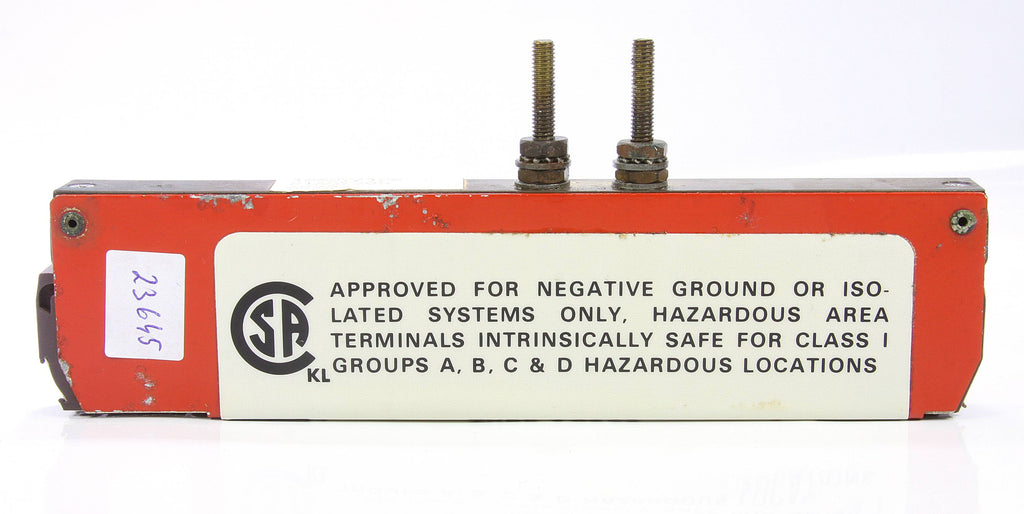 23645
CSA
APPROVED FOR NEGATIVE GROUND OR ISO-
LATED SYSTEMS ONLY, HAZARDOUS AREA
TERMINALS INTRINSICALLY SAFE FOR CLASS I
KL GROUPS A, B, C & D HAZARDOUS LOCATIONS